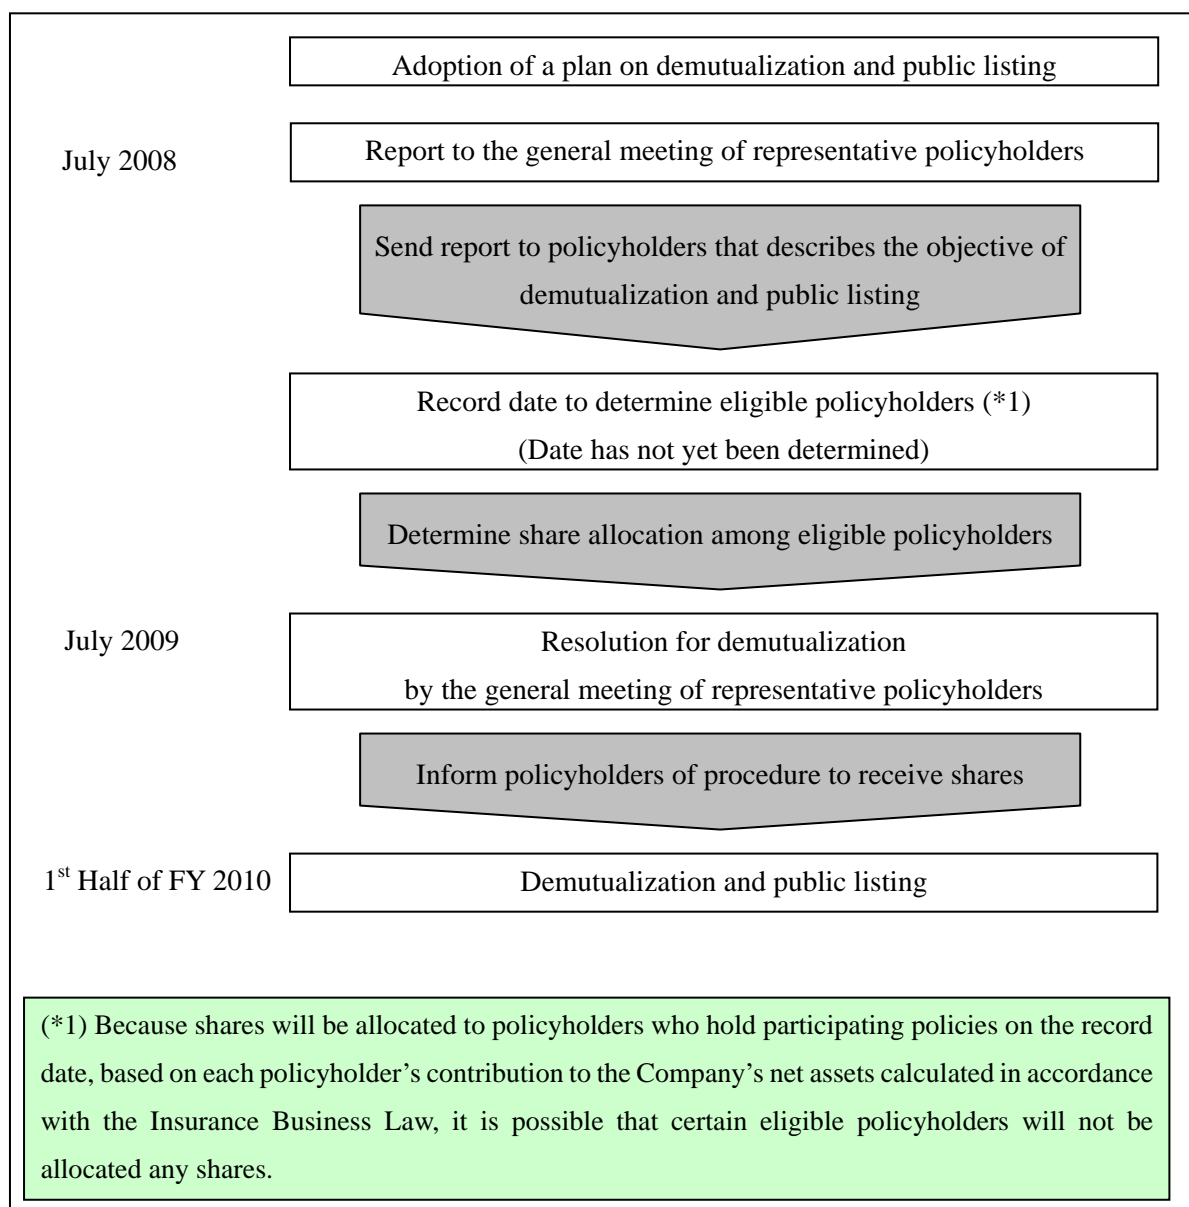 Adoption of a plan on demutualization and public listing
July 2008
Report to the general meeting of representative policyholders
Send report to policyholders that describes the objective of
demutualization and public listing
Record date to determine eligible policyholders (*1)
(Date has not yet been determined)
Determine share allocation among eligible policyholders
July 2009
Resolution for demutualization
by the general meeting of representative policyholders
Inform policyholders of procedure to receive shares
1st Half of FY 2010
Demutualization and public listing
(*1) Because shares will be allocated to policyholders who hold participating policies on the record
date, based on each policyholder’s contribution to the Company’s net assets calculated in accordance
with the Insurance Business Law, it is possible that certain eligible policyholders will not be
allocated any shares.